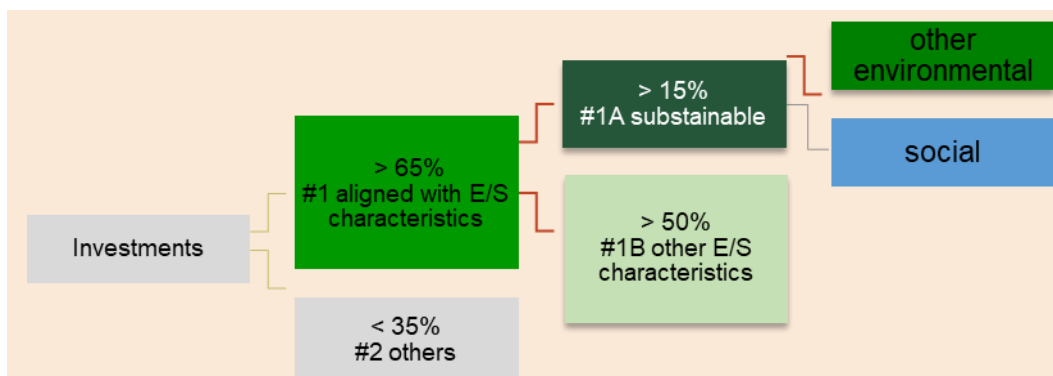 Investments
> 65%
#1 aligned with E/S
characteristics
< 35%
#2 others
> 15%
#1A substainable
> 50%
#1B other E/S
characteristics
other
environmental
social